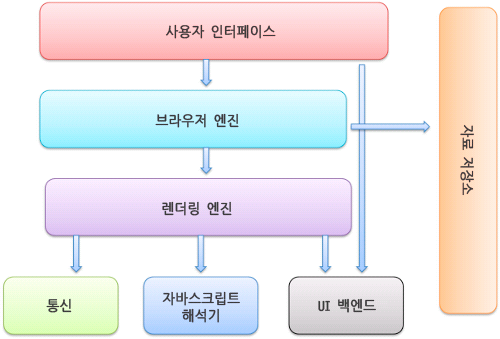 사용자 인터페이스
브라우저 엔진
자료 저장소
렌더링 엔진
통신
자바스크립트
해석기
UI 백엔드